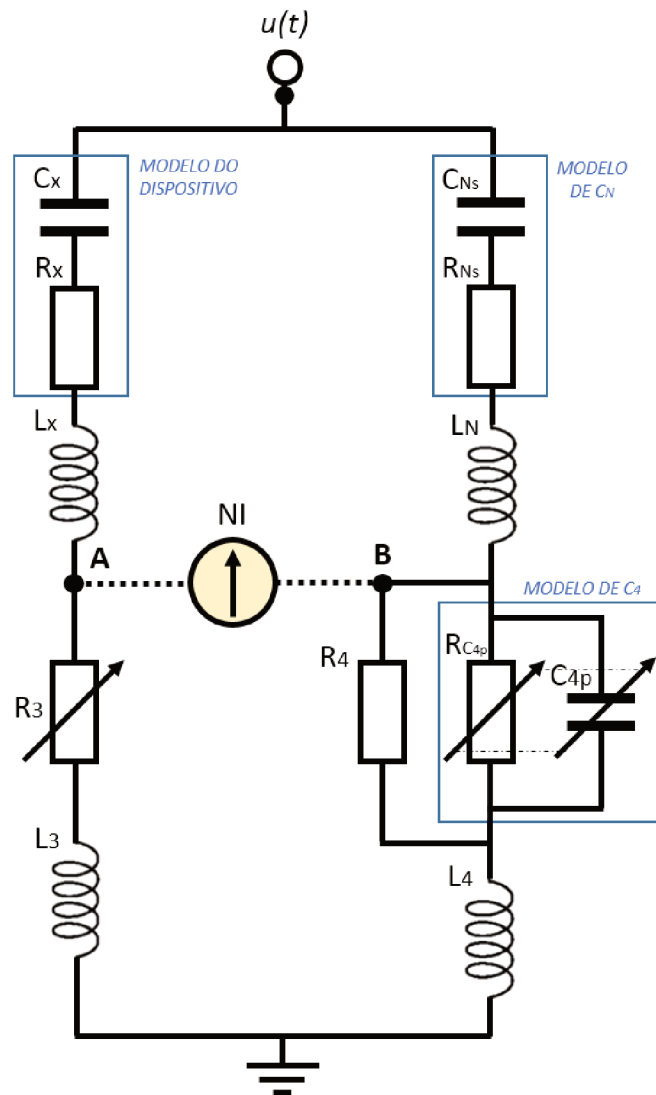 u(t)
MODELO DO
DISPOSITIVO
MODELO
DE CN
Cx
CNs
Rx
RNs
Lx
LN
NI
A
B
MODELO DE C4
R3
R4
RC4p
C4p
L3
L4